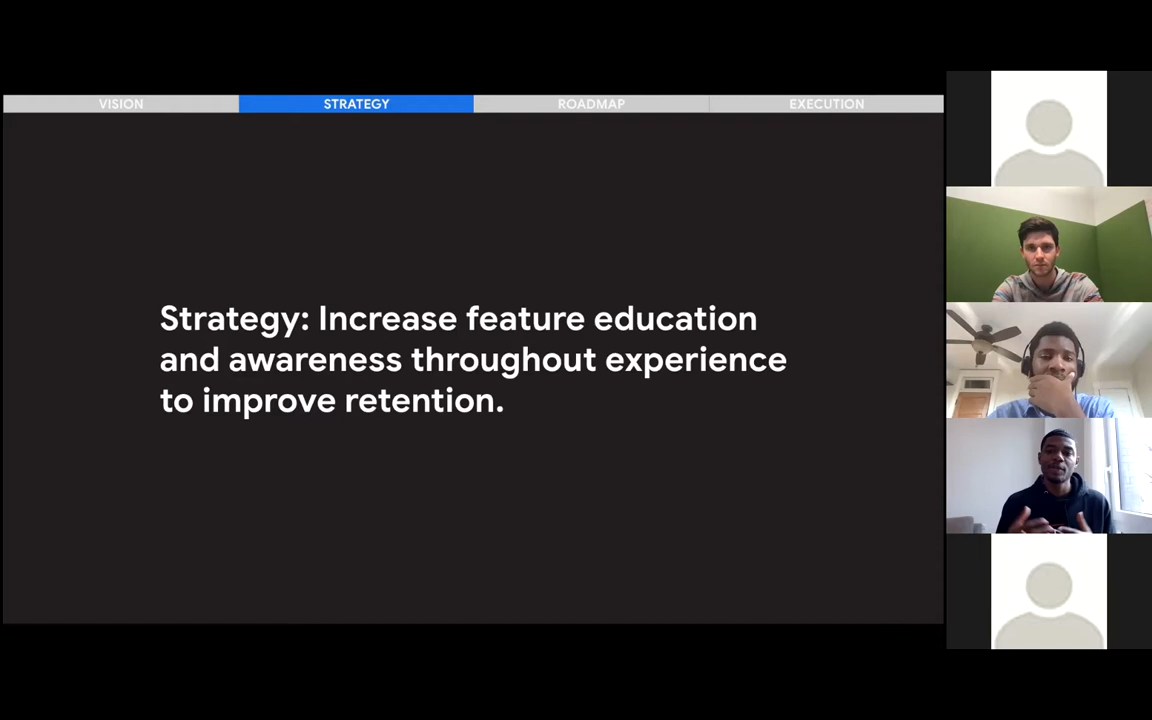 VISION STRATEGY ROADMAP EXECUTION
Strategy: Increase feature education
and awareness throughout experience
to improve retention.